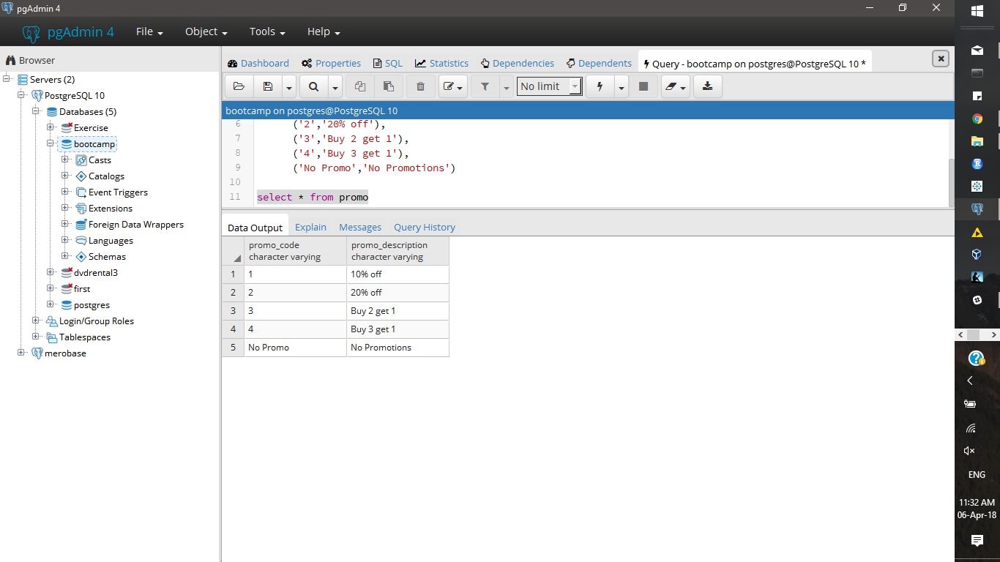 pgAdmin 4
pgAdmin 4 File Object Tools Help
Browser
Servers (2)
PostgreSQL 10
Databases (5)
Exercise
bootcamp
Casts
Catalogs
Event Triggers
Extensions
Foreign Data Wrappers
Languages
Schemas
dvdrental3
first
postgres
Login/Group Roles
Tablespaces
merobase
Dashboard Properties SQL Statistics Dependencies Dependents Query - bootcamp on postgres@PostgreSQL 10 *
No limit
bootcamp on postgres@PostgreSQL 10
6 ('2','20% off'),
7 ('3','Buy 2 get 1'),
8 ('4','Buy 3 get 1'),
9 ('No Promo','No Promotions')
10
11 select * from promo
Data Output Explain Messages Query History
promo_code promo_description
character varying character varying
1 1 10% off
2 2 20% off
3 3 Buy 2 get 1
4 4 Buy 3 get 1
5 No Promo No Promotions
ENG
11:32 AM
06-Apr-18